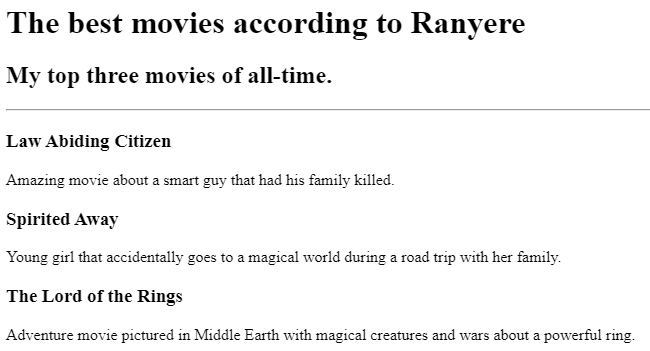 The best movies according to Ranyere
My top three movies of all-time.
Law Abiding Citizen
Amazing movie about a smart guy that had his family killed.
Spirited Away
Young girl that accidentally goes to a magical world during a road trip with her family.
The Lord of the Rings
Adventure movie pictured in Middle Earth with magical creatures and wars about a powerful ring.